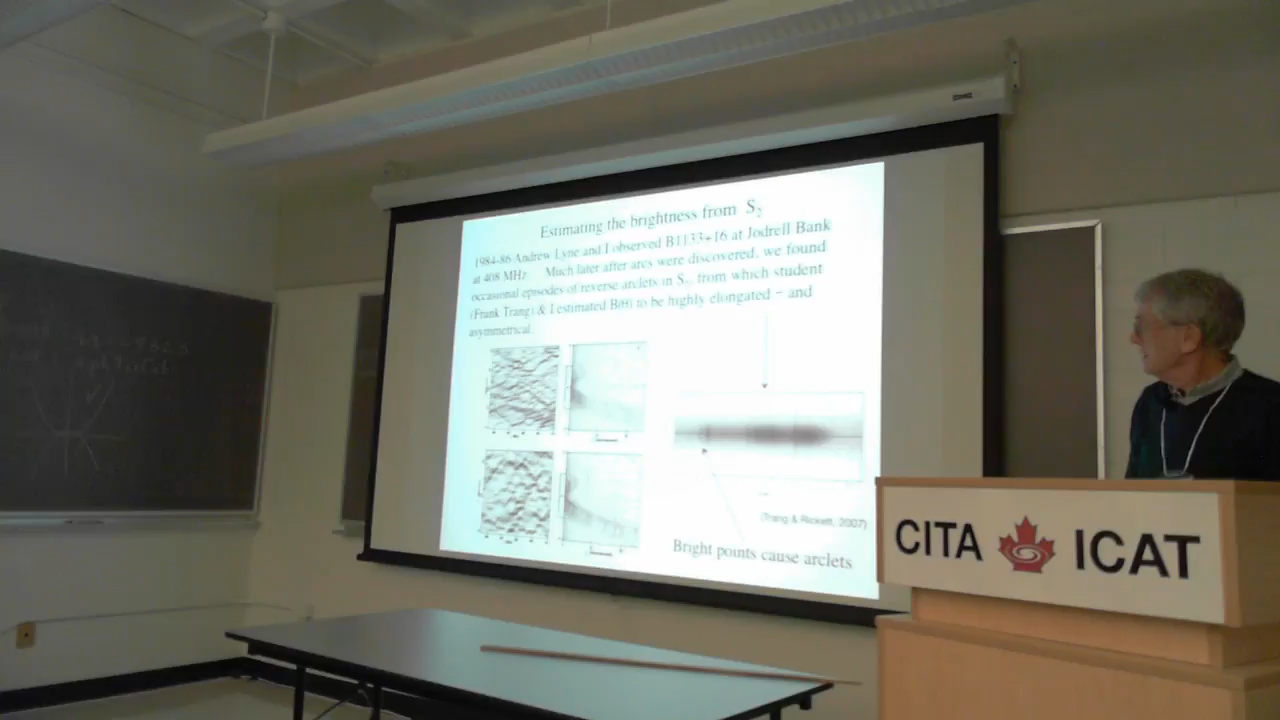 Estimating the brightness from S2
1984-86 Andrew Lyne and I observed B1133+16 at Jodrell Bank
at 408 MHz. Much later after arcs were discovered, we found
occasional episodes of reverse arclets in S2, from which student
(Frank Trang) & I estimated B(θ) to be highly elongated - and
asymmetrical.
(Trang & Rickett, 2007)
Bright points cause arclets
CITA ICAT